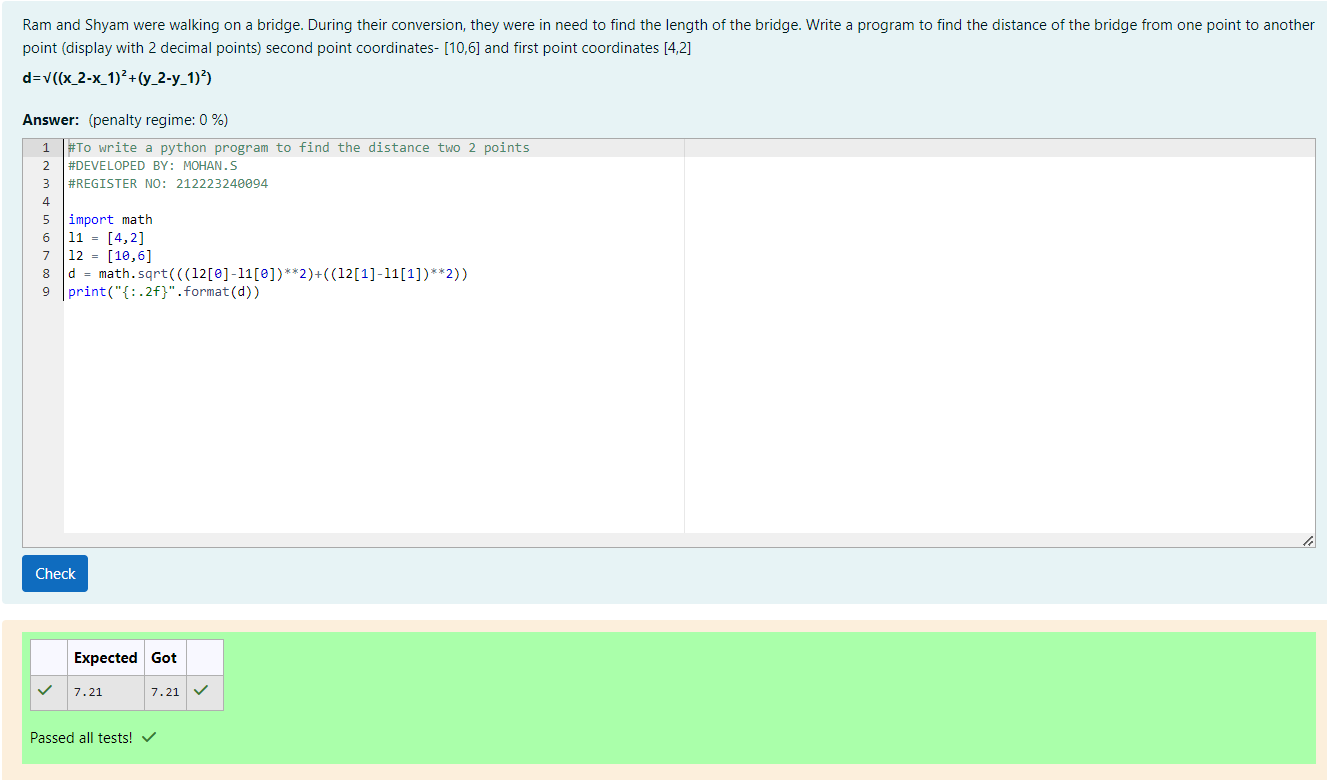 Ram and Shyam were walking on a bridge. During their conversion, they were in need to find the length of the bridge. Write a program to find the distance of the bridge from one point to another
point (display with 2 decimal points) second point coordinates- [10,6] and first point coordinates [4,2]
d=√((x_2-x_1)²+(y_2-y_1)²)
Answer: (penalty regime: 0 %)
1 #To write a python program to find the distance two 2 points
2 #DEVELOPED BY: MOHAN.S
3 #REGISTER NO: 212223240094
4
5 import math
6 l1 = [4,2]
7 l2 = [10,6]
8 d = math.sqrt(((l2[0]-l1[0])**2)+((l2[1]-l1[1])**2))
9 print("{:.2f}".format(d))
Check
Expected Got
7.21 7.21
Passed all tests!